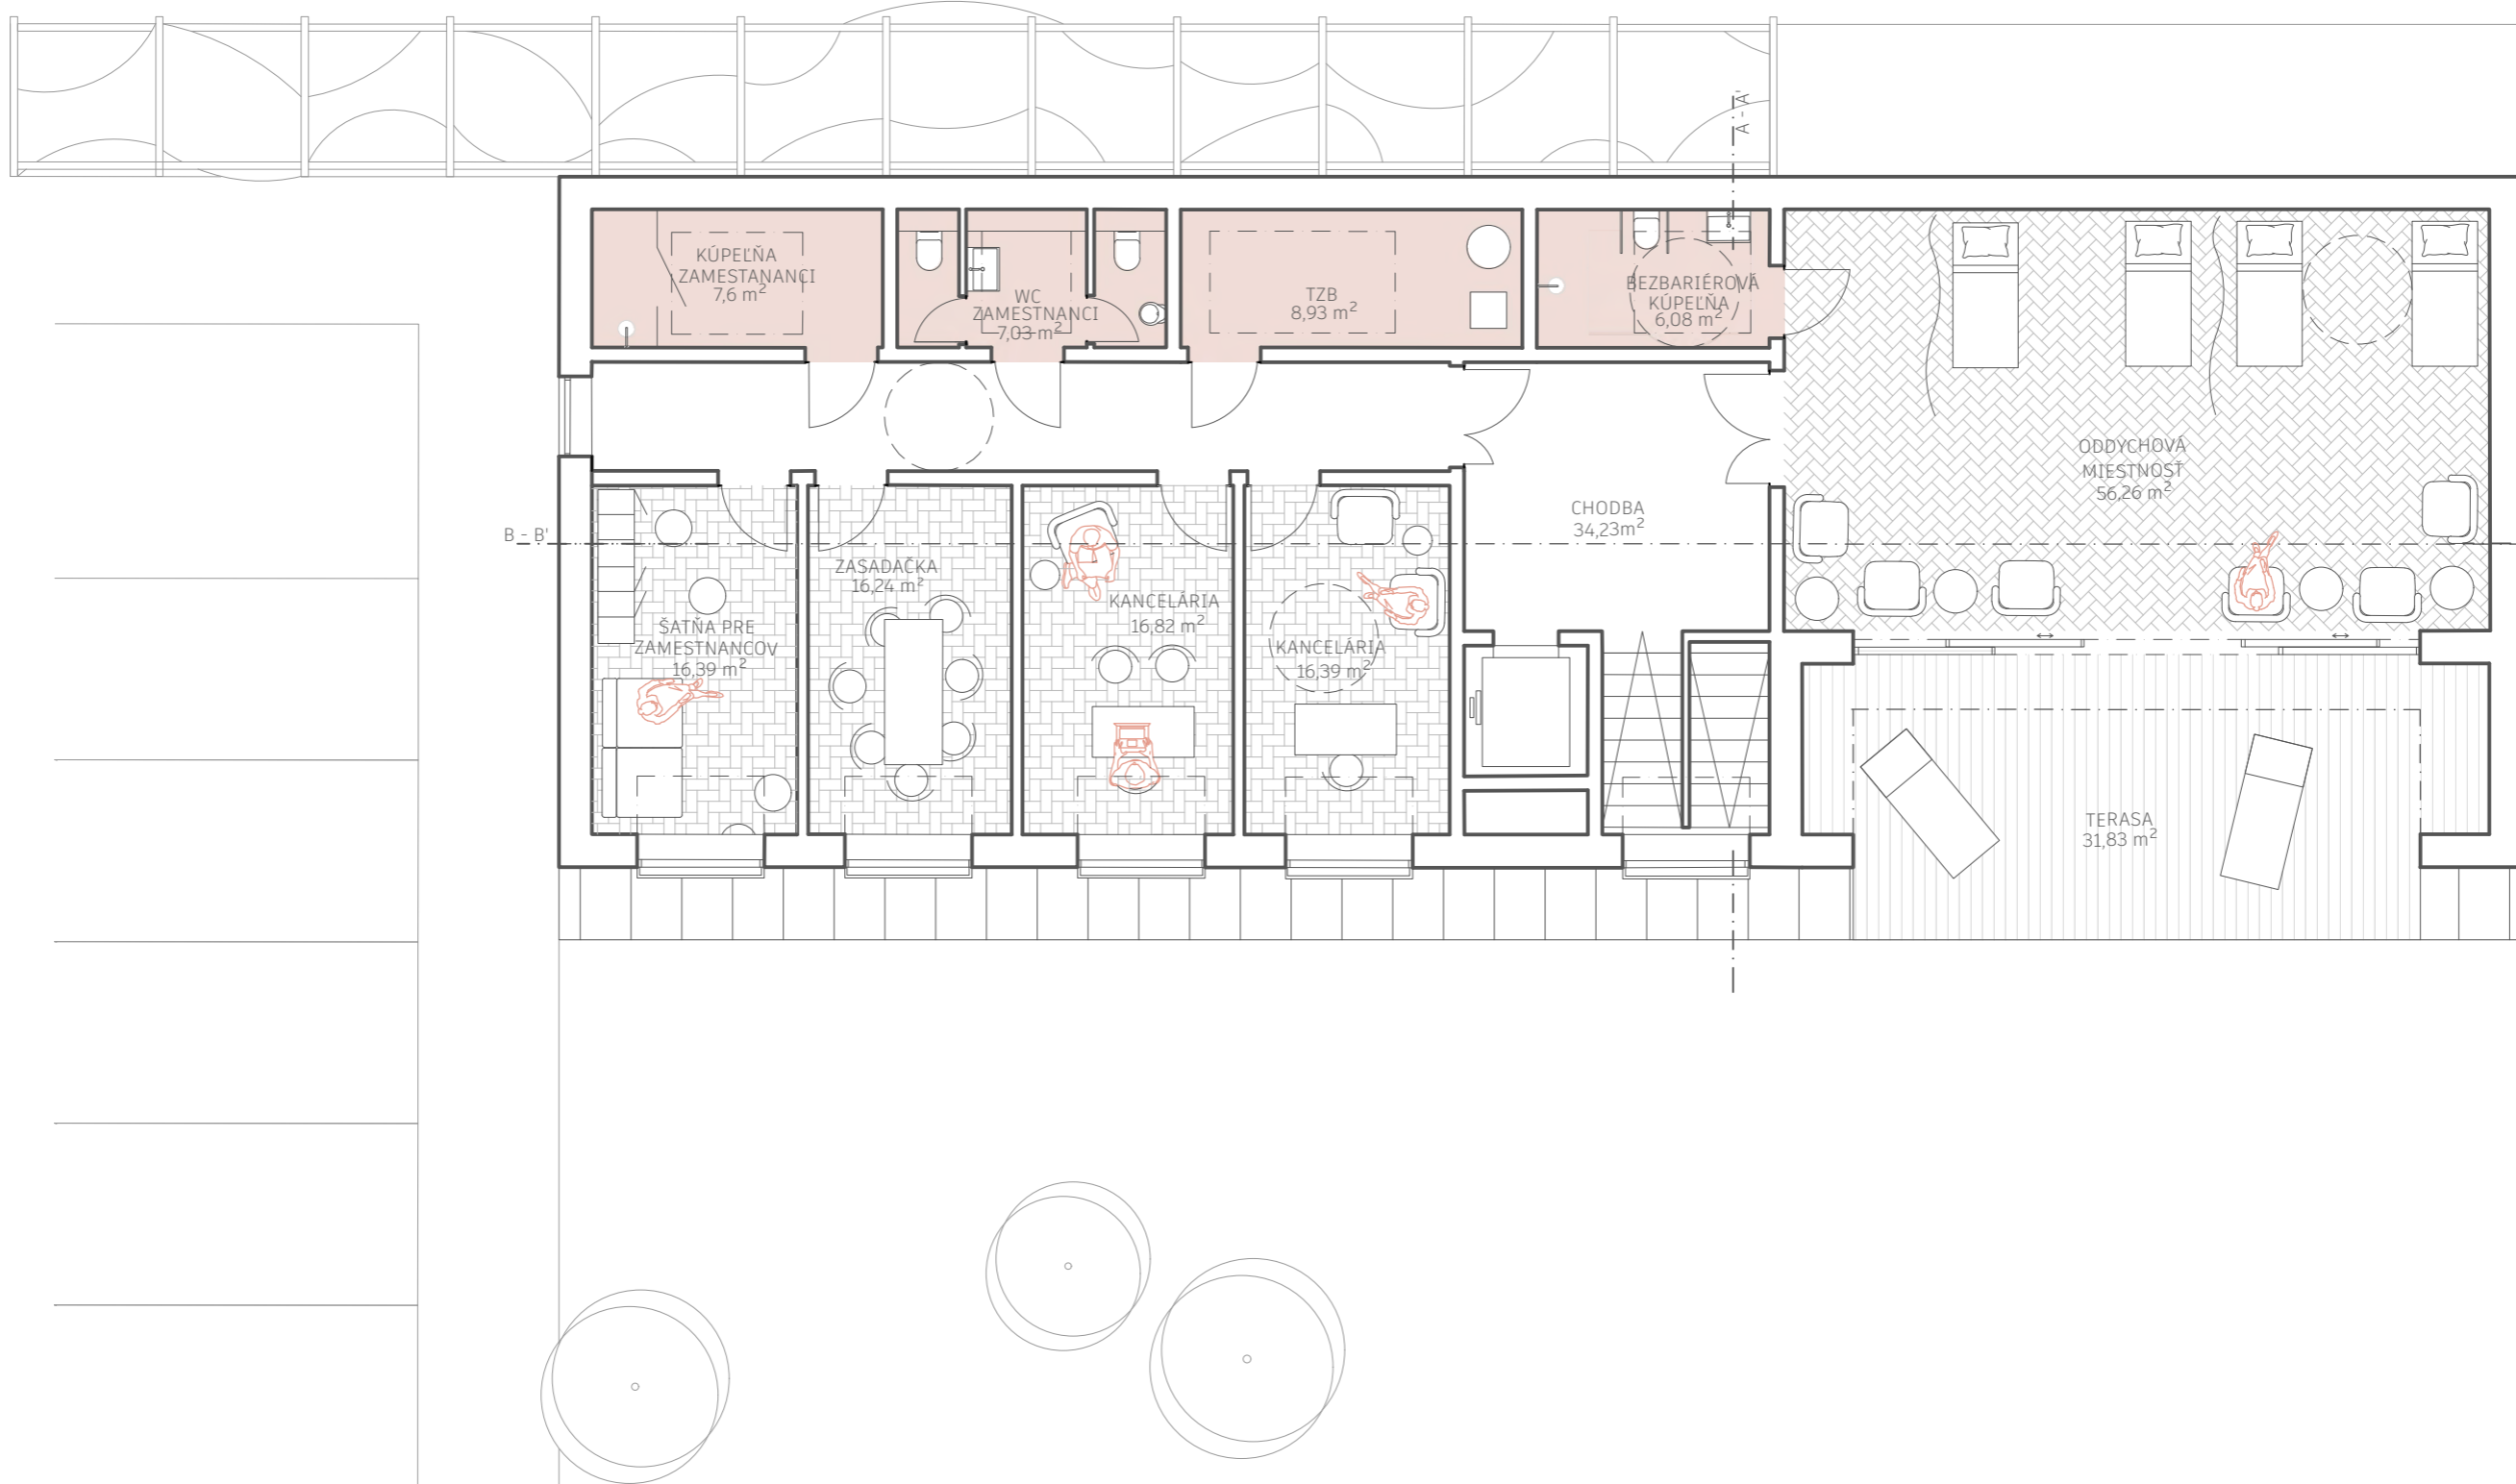 A - A'
KÚPEĽŇA
ZAMESTANANCI
7,6 m²
WC
ZAMESTNANCI
7,03 m²
TZB
8,93 m²
BEZBARIÉROVÁ
KÚPEĽŇA
6,08 m²
ODDYCHOVÁ
MIESTNOSŤ
56,26 m²
B - B'
CHODBA
34,23m²
ZASADAČKA
16,24 m²
KANCELÁRIA
16,82 m²
ŠATŇA PRE
ZAMESTNANCOV
16,39 m²
KANCELÁRIA
16,39 m²
TERASA
31,83 m²